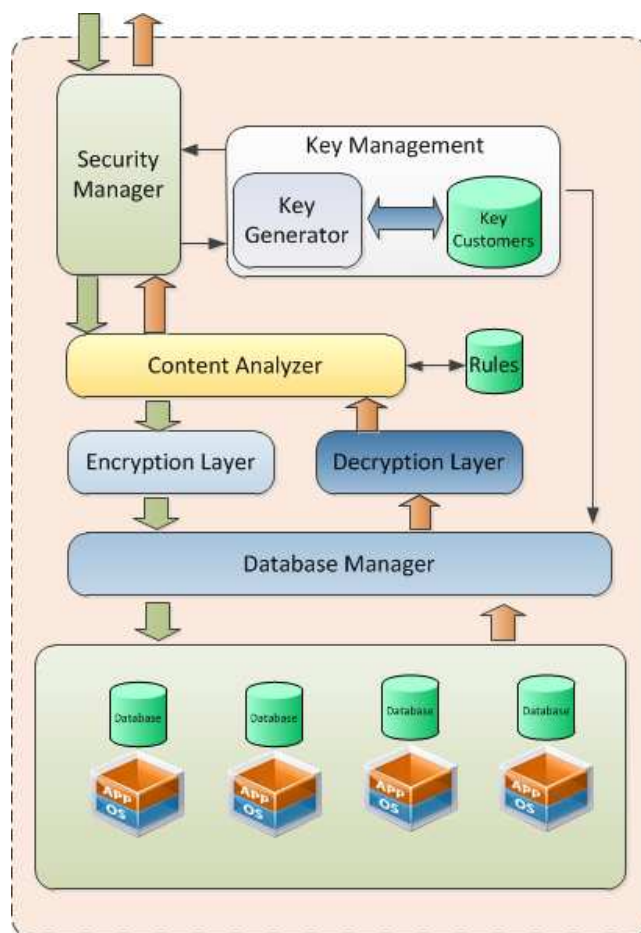 Security
Manager
Key Management
Key
Generator
Key
Customers
Content Analyzer
Rules
Encryption Layer
Decryption Layer
Database Manager
Database
Database
Database
Database
APP
OS
APP
OS
APP
OS
APP
OS